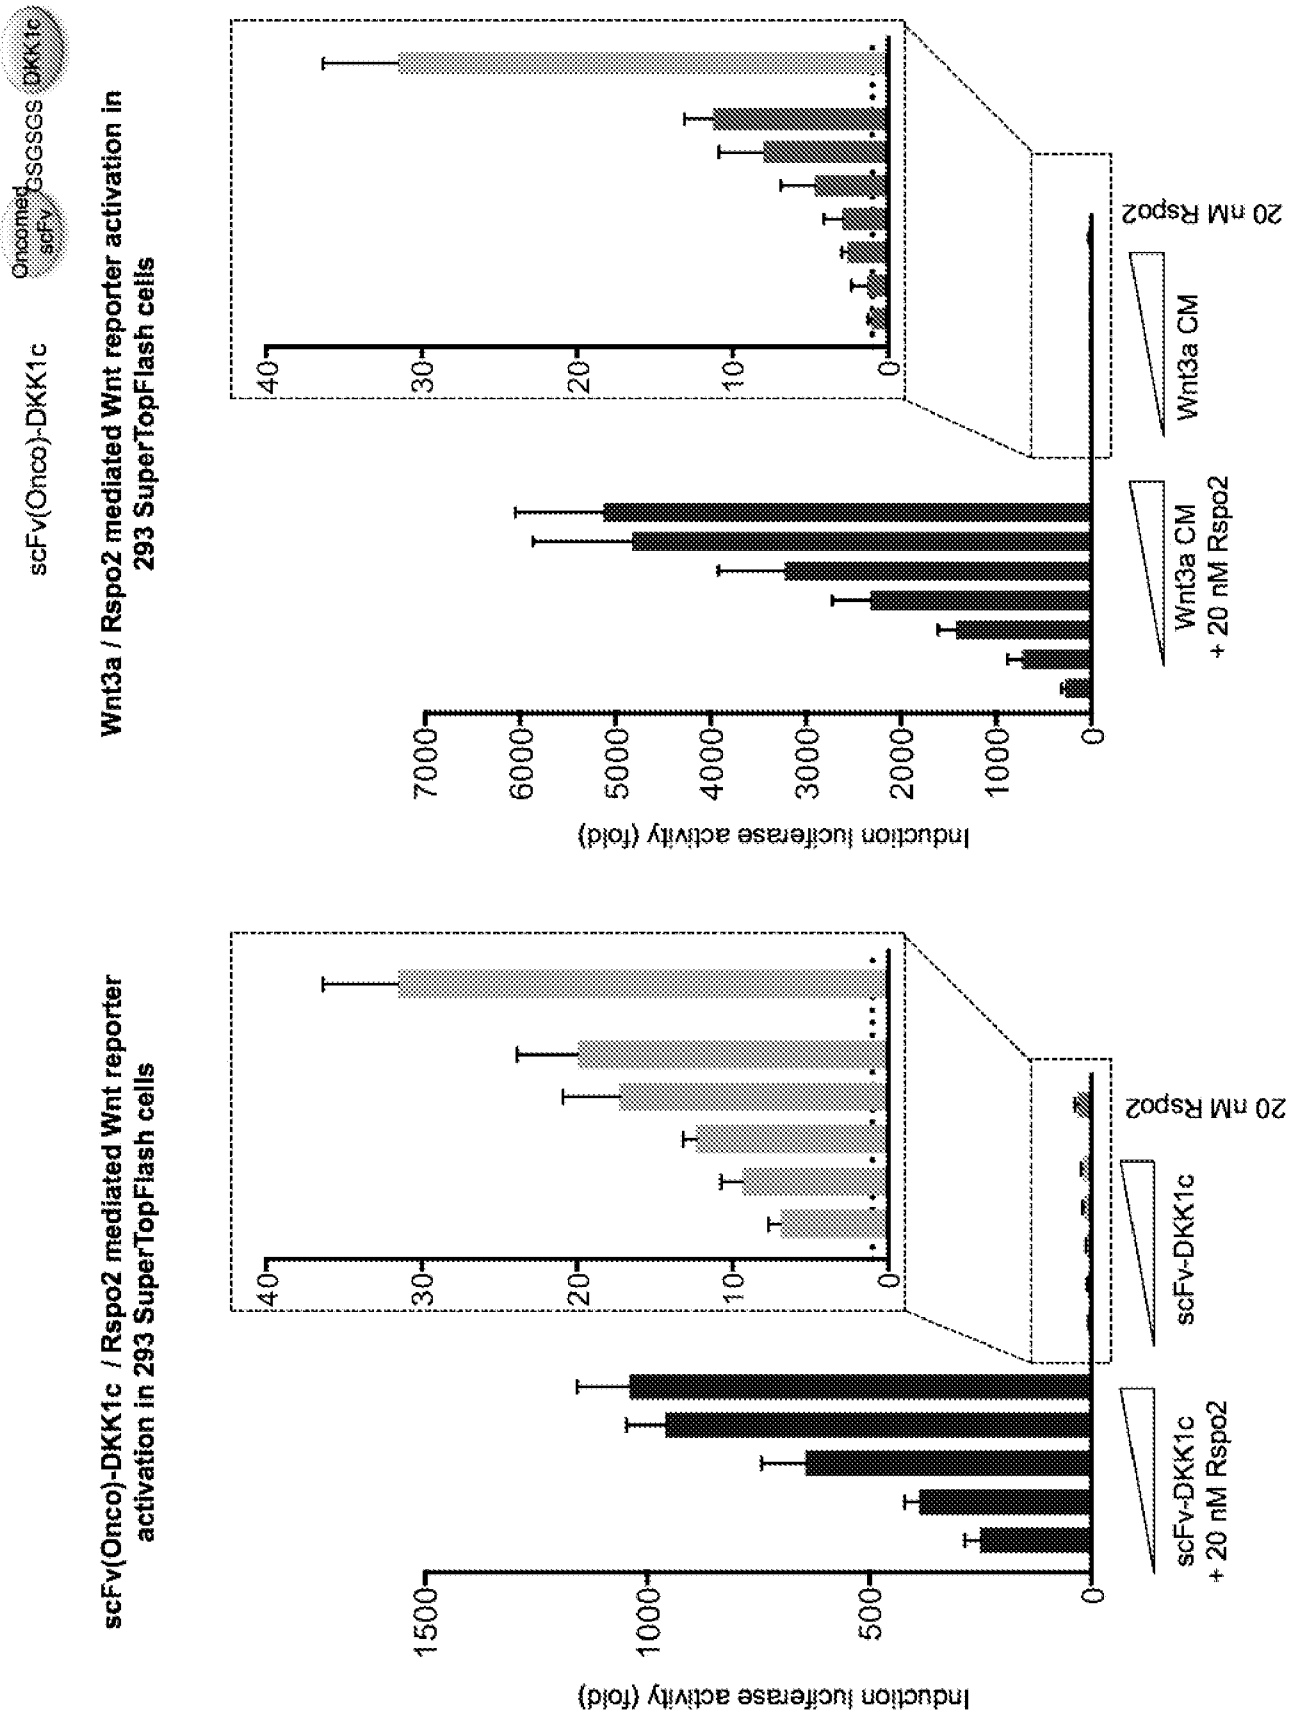 scFv(Onco)-DKK1c
Oncomed
scFv
GSGSGS
DKK1c
scFv(Onco)-DKK1c / Rspo2 mediated Wnt reporter
activation in 293 SuperTopFlash cells
Induction luciferase activity (fold)
1500
1000
500
0
40
30
20
10
0
scFv-DKK1c
+ 20 nM Rspo2
scFv-DKK1c
20 nM Rspo2
Wnt3a / Rspo2 mediated Wnt reporter activation in
293 SuperTopFlash cells
Induction luciferase activity (fold)
7000
6000
5000
4000
3000
2000
1000
0
40
30
20
10
0
Wnt3a CM
+ 20 nM Rspo2
Wnt3a CM
20 nM Rspo2